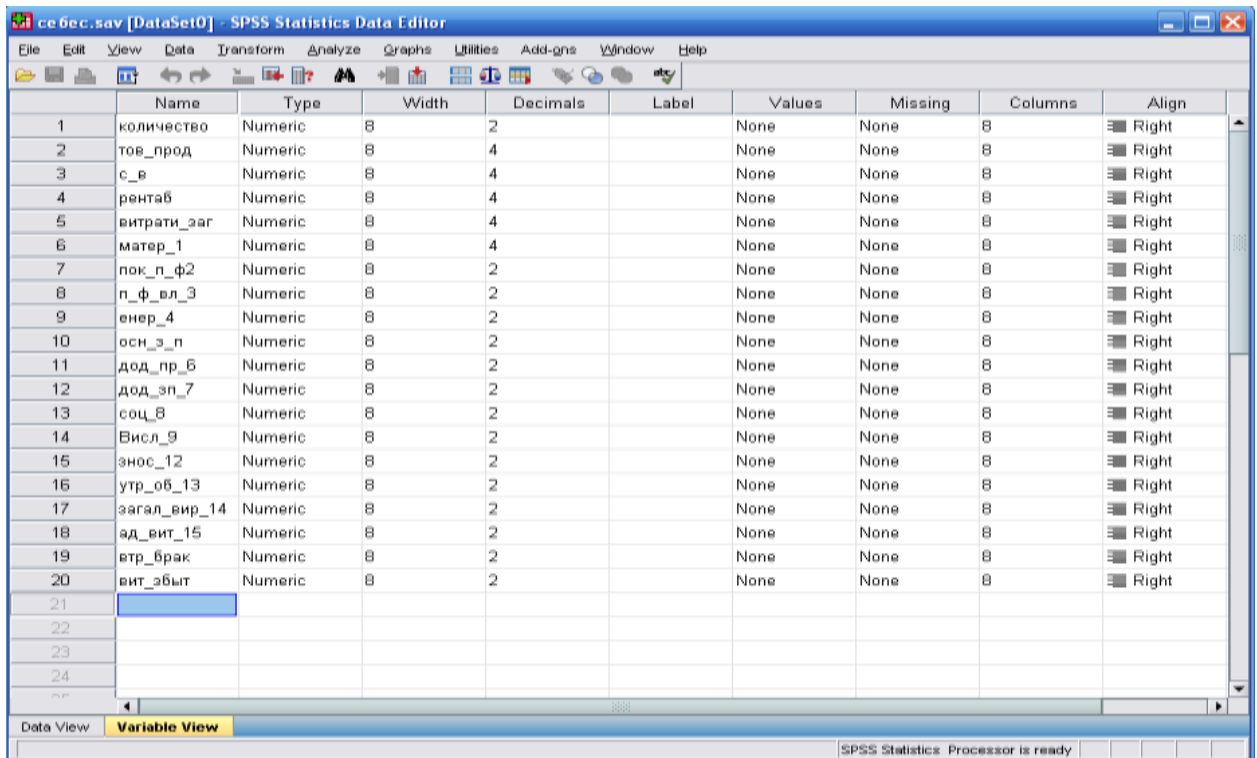 себес.sav [DataSet0] - SPSS Statistics Data Editor
File Edit View Data Transform Analyze Graphs Utilities Add-ons Window Help
Name Type Width Decimals Label Values Missing Columns Align
1 количество Numeric 8 2 None None 8 Right
2 тов_прод Numeric 8 4 None None 8 Right
3 с_в Numeric 8 4 None None 8 Right
4 рентаб Numeric 8 4 None None 8 Right
5 витрати_заг Numeric 8 4 None None 8 Right
6 матер_1 Numeric 8 4 None None 8 Right
7 пок_п_ф2 Numeric 8 2 None None 8 Right
8 п_ф_вл_3 Numeric 8 2 None None 8 Right
9 енер_4 Numeric 8 2 None None 8 Right
10 осн_з_п Numeric 8 2 None None 8 Right
11 дод_пр_6 Numeric 8 2 None None 8 Right
12 дод_зп_7 Numeric 8 2 None None 8 Right
13 соц_8 Numeric 8 2 None None 8 Right
14 Висл_9 Numeric 8 2 None None 8 Right
15 знос_12 Numeric 8 2 None None 8 Right
16 утр_об_13 Numeric 8 2 None None 8 Right
17 загал_вир_14 Numeric 8 2 None None 8 Right
18 ад_вит_15 Numeric 8 2 None None 8 Right
19 втр_брак Numeric 8 2 None None 8 Right
20 вит_збыт Numeric 8 2 None None 8 Right
21
22
23
24
Data View Variable View
SPSS Statistics Processor is ready